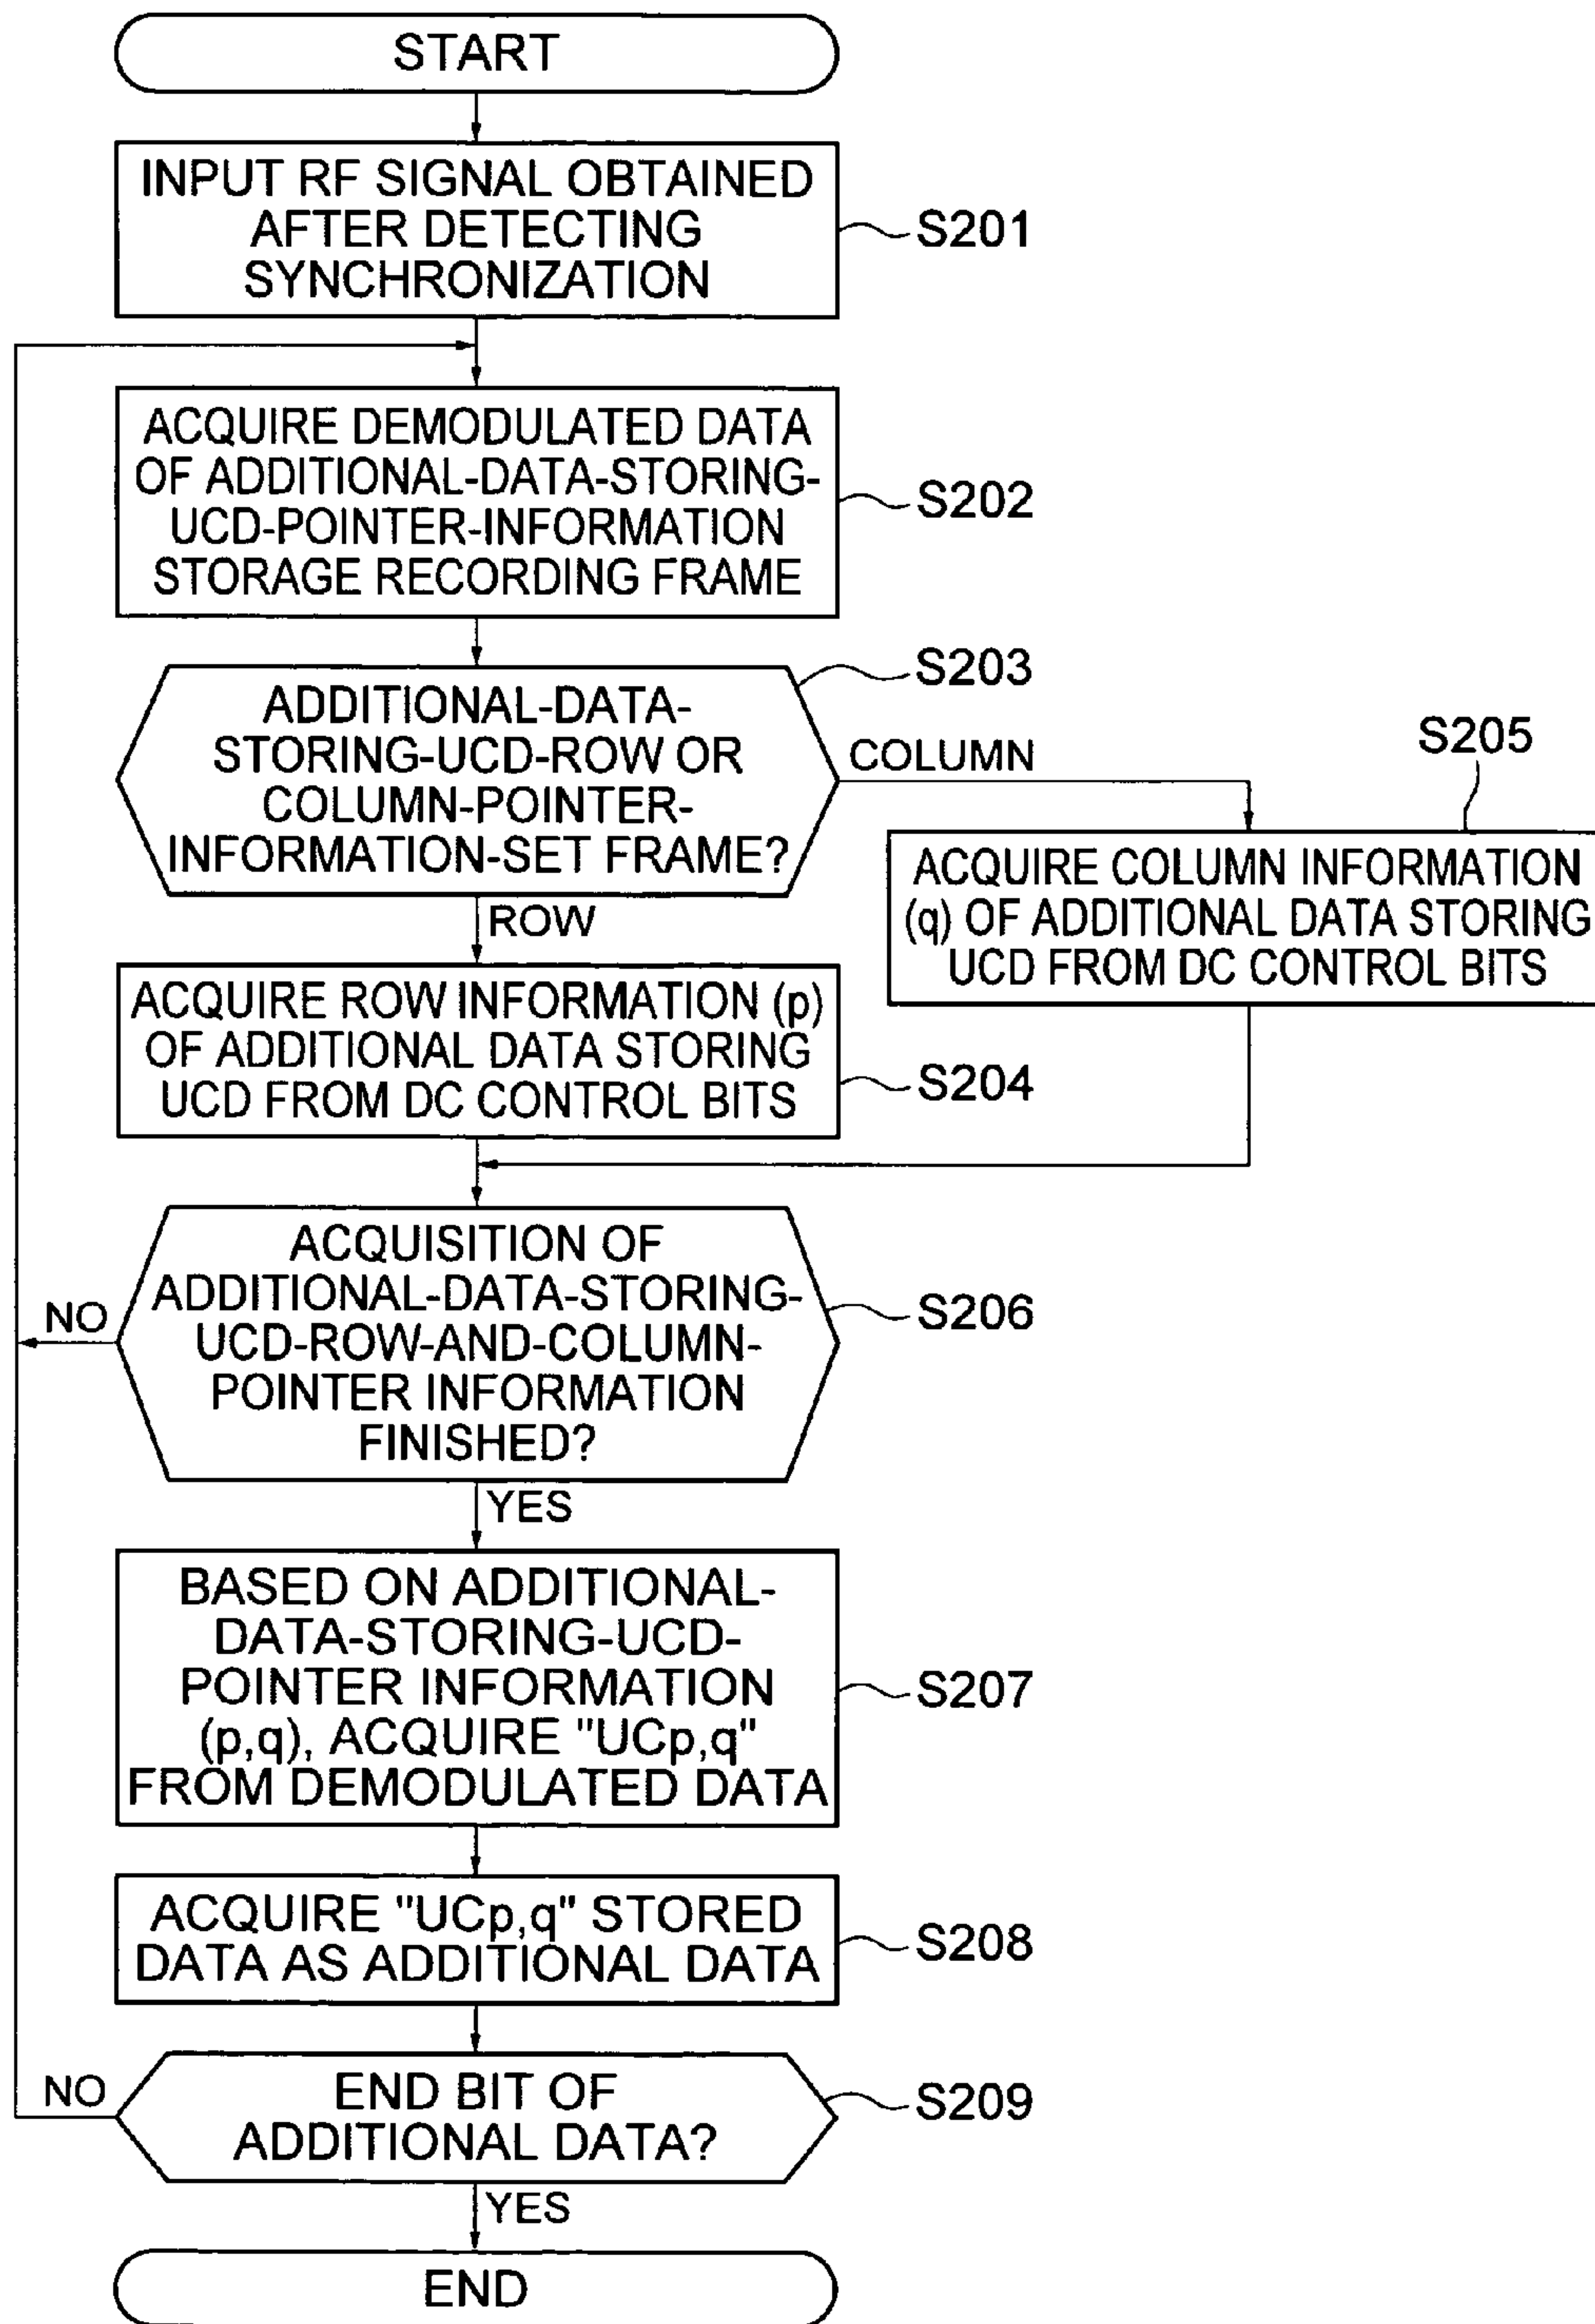 START
INPUT RF SIGNAL OBTAINED
AFTER DETECTING
SYNCHRONIZATION
S201
ACQUIRE DEMODULATED DATA
OF ADDITIONAL-DATA-STORING-
UCD-POINTER-INFORMATION
STORAGE RECORDING FRAME
S202
ADDITIONAL-DATA-
STORING-UCD-ROW OR
COLUMN-POINTER-
INFORMATION-SET FRAME?
S203
COLUMN
S205
ACQUIRE COLUMN INFORMATION
(q) OF ADDITIONAL DATA STORING
UCD FROM DC CONTROL BITS
ROW
ACQUIRE ROW INFORMATION (p)
OF ADDITIONAL DATA STORING
UCD FROM DC CONTROL BITS
S204
ACQUISITION OF
ADDITIONAL-DATA-STORING-
UCD-ROW-AND-COLUMN-
POINTER INFORMATION
FINISHED?
S206
NO
YES
BASED ON ADDITIONAL-
DATA-STORING-UCD-
POINTER INFORMATION
(p,q), ACQUIRE "UCp,q"
FROM DEMODULATED DATA
S207
ACQUIRE "UCp,q" STORED
DATA AS ADDITIONAL DATA
S208
END BIT OF
ADDITIONAL DATA?
S209
NO
YES
END